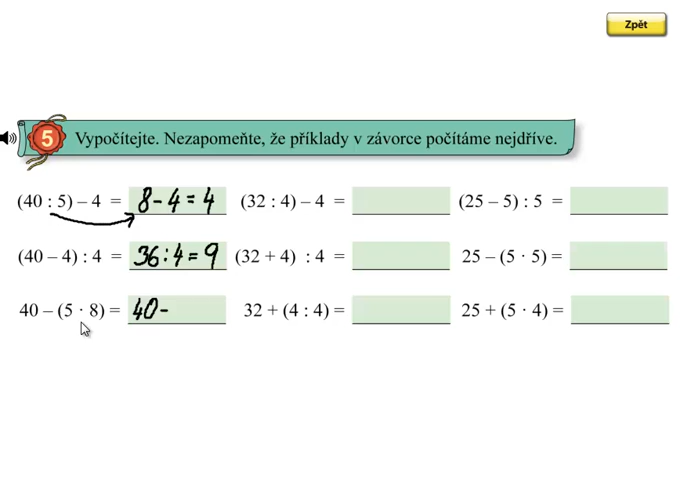 Zpět
5 Vypočítejte. Nezapomeňte, že příklady v závorce počítáme nejdříve.
(40 : 5) – 4 = 8 - 4 = 4 (32 : 4) – 4 = (25 – 5) : 5 =
(40 – 4) : 4 = 36 : 4 = 9 (32 + 4) : 4 = 25 – (5 · 5) =
40 – (5 · 8) = 40 - 32 + (4 : 4) = 25 + (5 · 4) =